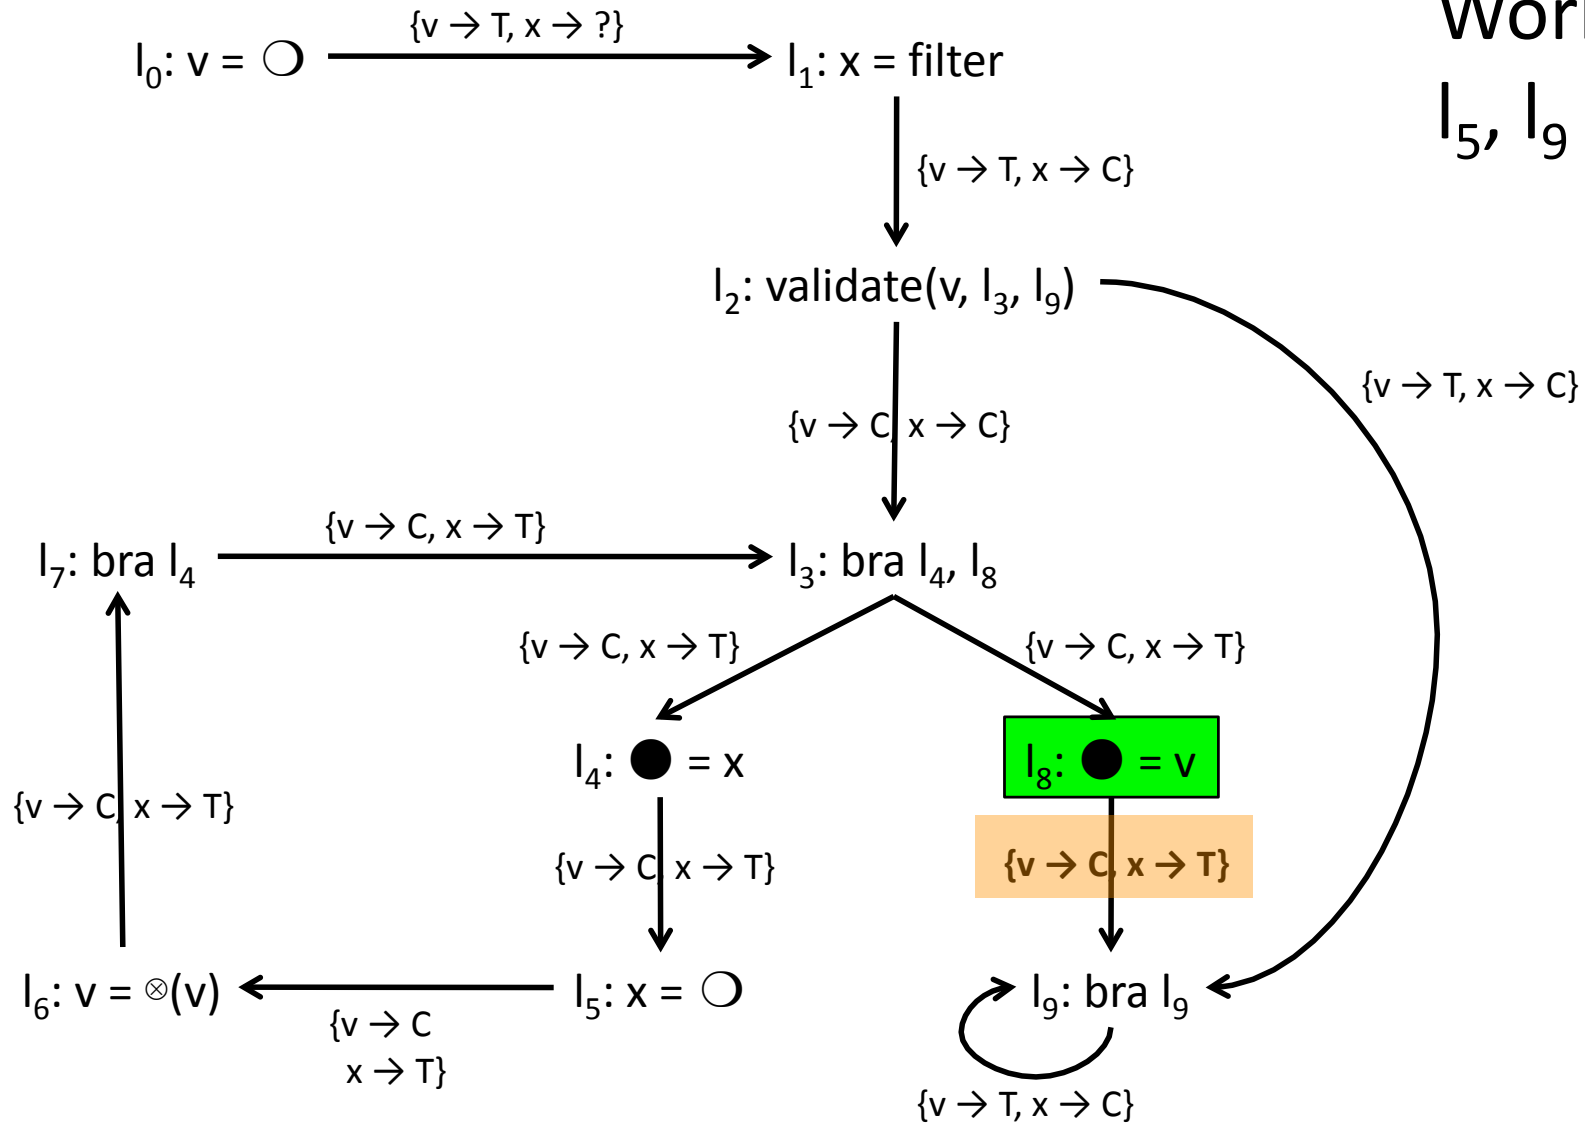 {v → T, x → ?}
Worl
l0: v = ❍
l1: x = filter
l5, l9
{v → T, x → C}
l2: validate(v, l3, l9)
{v → T, x → C}
{v → C, x → C}
{v → C, x → T}
l7: bra l4
l3: bra l4, l8
{v → C, x → T}
{v → C, x → T}
l4: ● = x
l8: ● = v
{v → C, x → T}
{v → C, x → T}
{v → C, x → T}
l6: v = ⊗(v)
l5: x = ❍
l9: bra l9
{v → C
x → T}
{v → T, x → C}